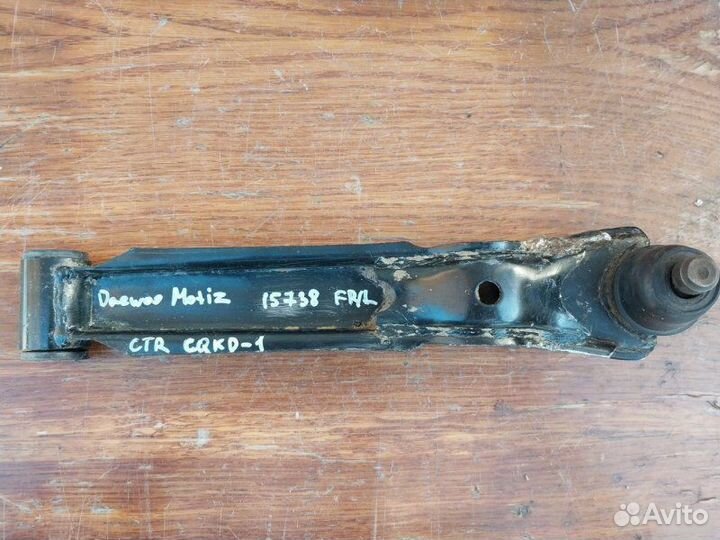 Daewoo Matiz 15738 FR/L
CTR CQKD-1
Avito